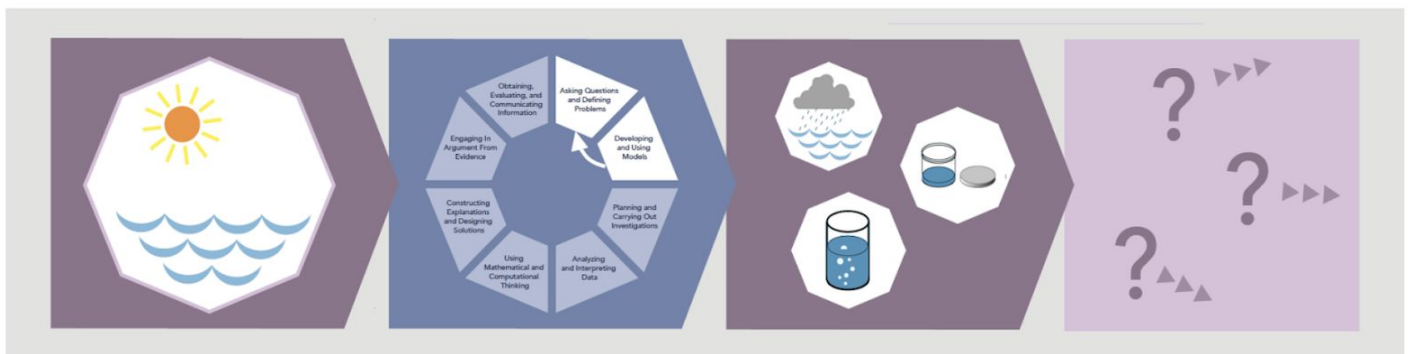 Obtaining,
Evaluating, and
Communicating
Information
Asking Questions
and Defining
Problems
Engaging In
Argument From
Evidence
Developing
and Using
Models
Constructing
Explanations
and Designing
Solutions
Planning and
Carrying Out
Investigations
Using
Mathematical and
Computational
Thinking
Analyzing
and Interpreting
Data
?
?
?